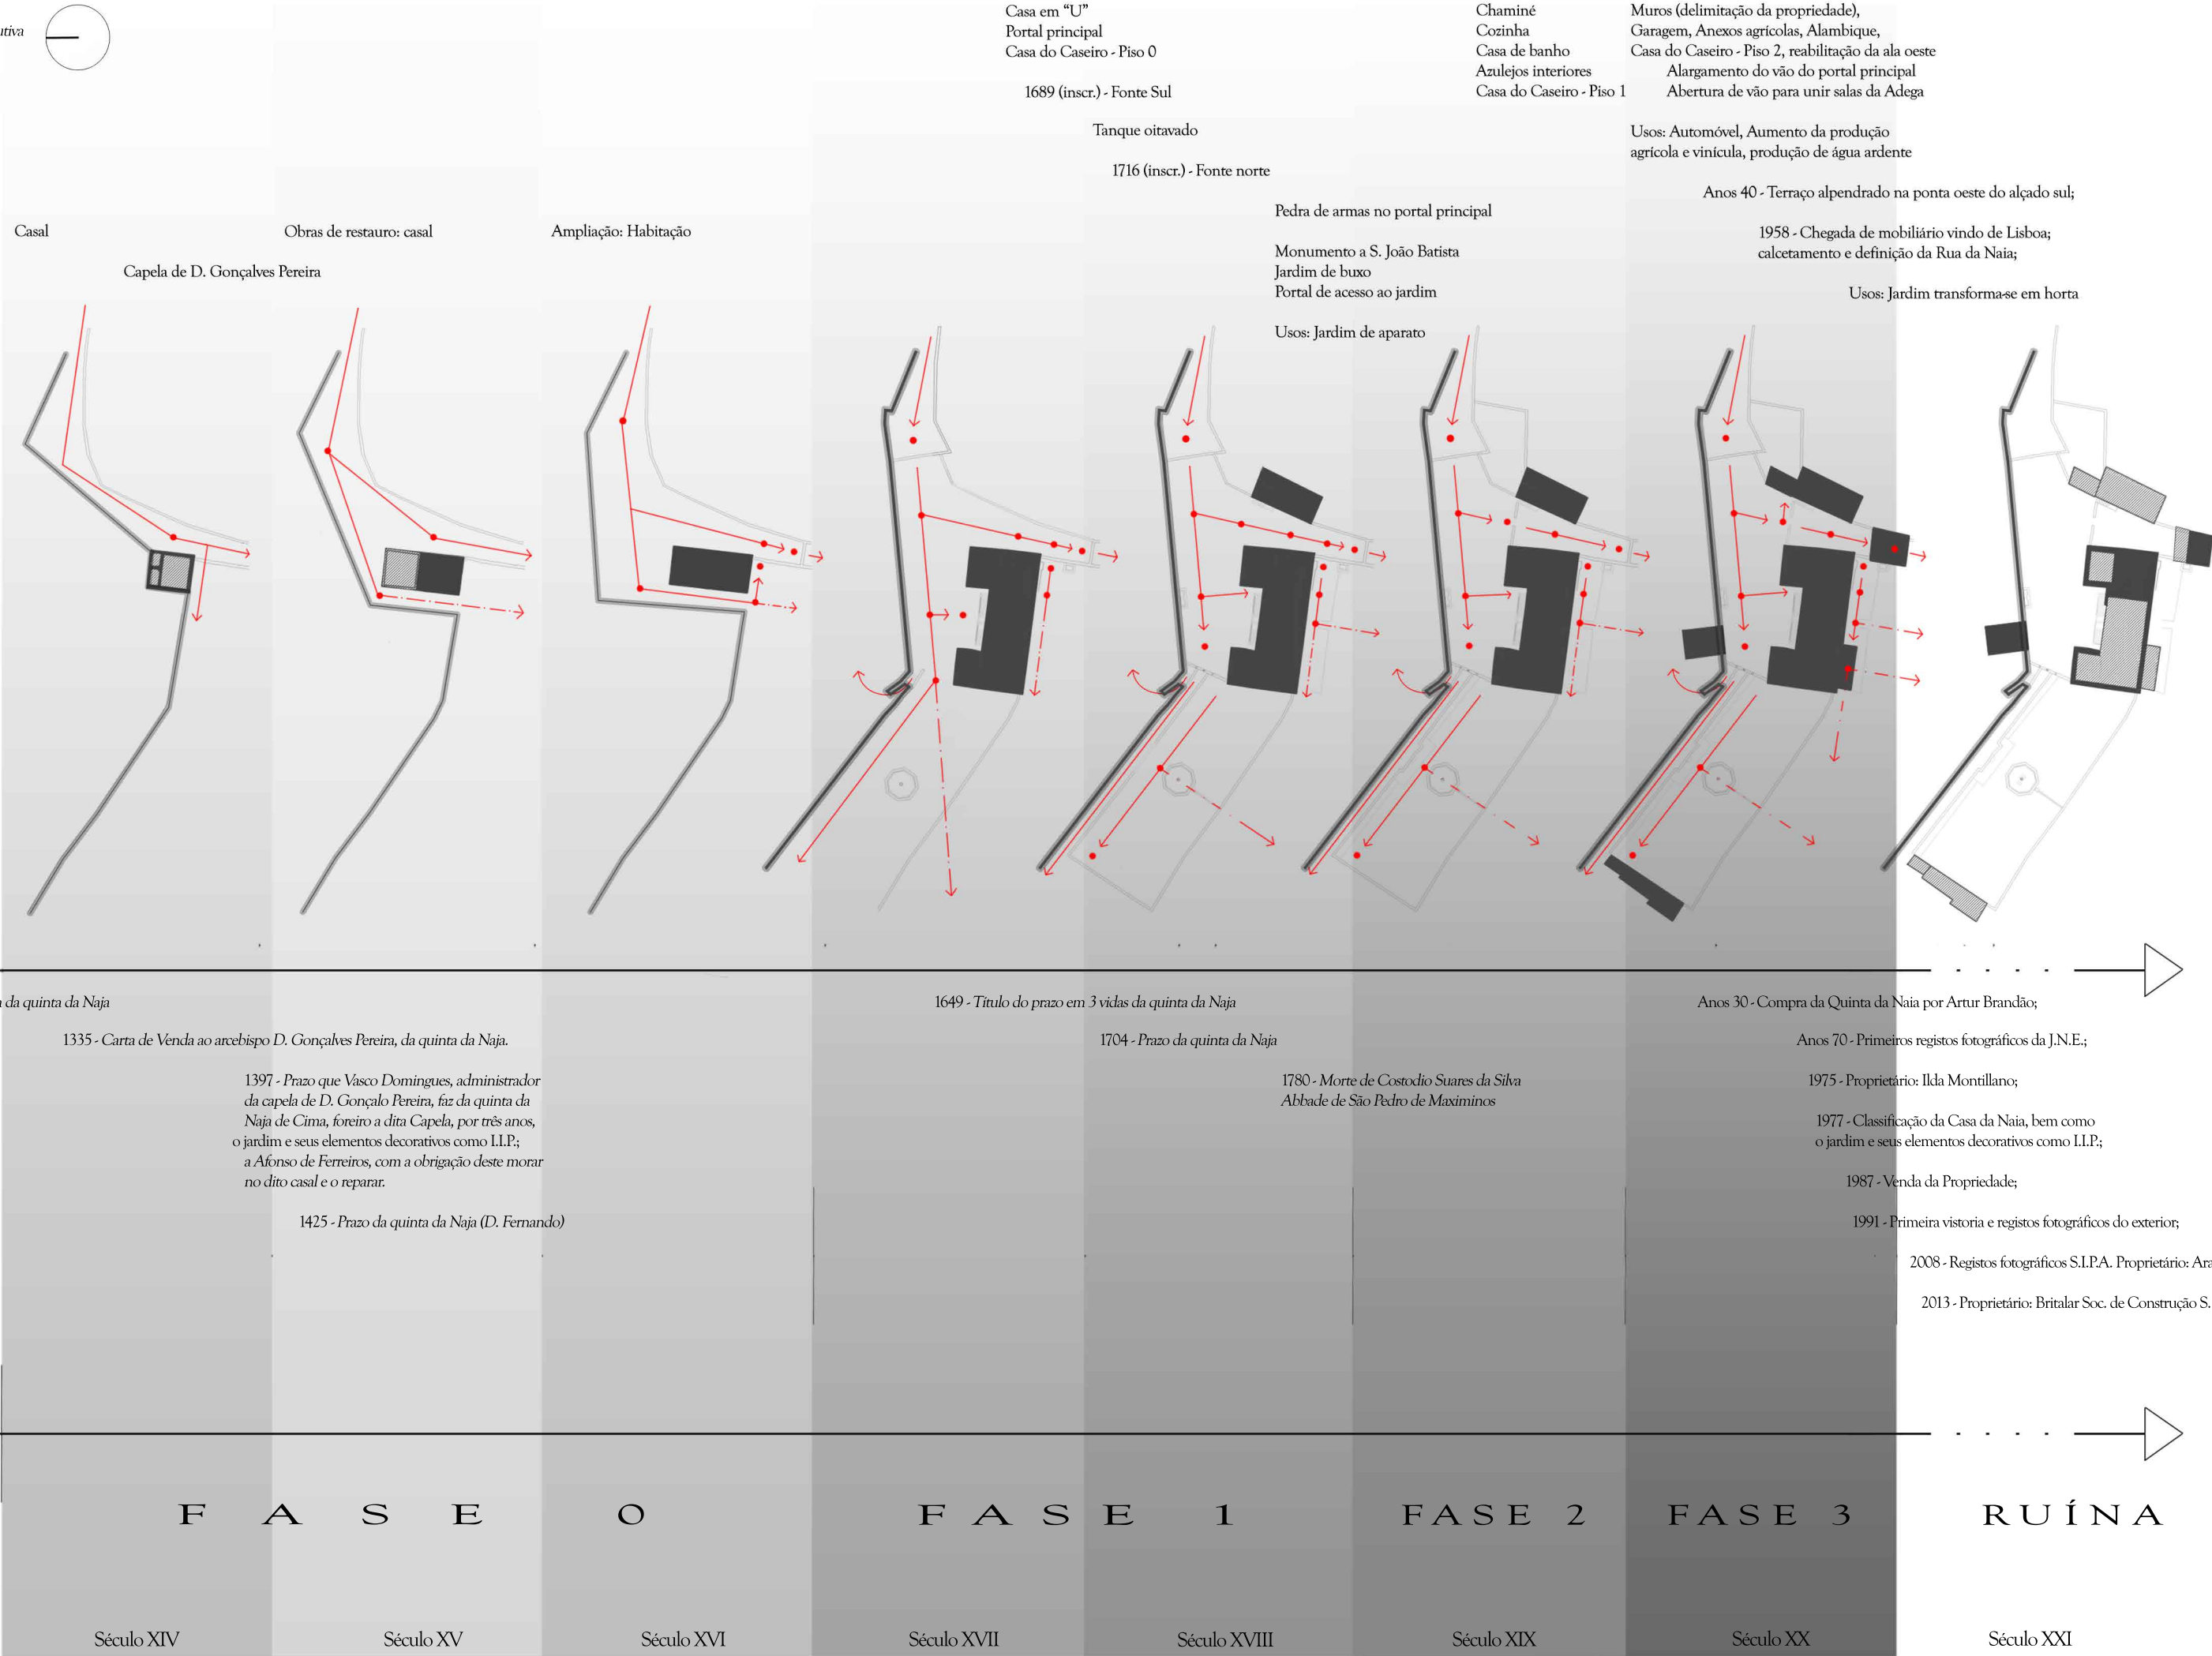 Casa em “U”
Portal principal
Casa do Caseiro - Piso 0
1689 (inscr.) - Fonte Sul
Chaminé
Cozinha
Casa de banho
Azulejos interiores
Casa do Caseiro - Piso 1
Muros (delimitação da propriedade),
Garagem, Anexos agrícolas, Alambique,
Casa do Caseiro - Piso 2, reabilitação da ala oeste
Alargamento do vão do portal principal
Abertura de vão para unir salas da Adega
Tanque oitavado
1716 (inscr.) - Fonte norte
Usos: Automóvel, Aumento da produção
agrícola e vinícula, produção de água ardente
Anos 40 - Terraço alpendrado na ponta oeste do alçado sul;
Pedra de armas no portal principal
Monumento a S. João Batista
Jardim de buxo
Portal de acesso ao jardim
Usos: Jardim de aparato
1958 - Chegada de mobiliário vindo de Lisboa;
calcetamento e definição da Rua da Naia;
Usos: Jardim transforma-se em horta
Casal
Obras de restauro: casal
Ampliação: Habitação
Capela de D. Gonçalves Pereira
da quinta da Naja
1335 - Carta de Venda ao arcebispo D. Gonçalves Pereira, da quinta da Naja.
1397 - Prazo que Vasco Domingues, administrador
da capela de D. Gonçalo Pereira, faz da quinta da
Naja de Cima, foreiro a dita Capela, por três anos,
o jardim e seus elementos decorativos como I.I.P.;
a Afonso de Ferreiros, com a obrigação deste morar
no dito casal e o reparar.
1425 - Prazo da quinta da Naja (D. Fernando)
1649 - Titulo do prazo em 3 vidas da quinta da Naja
1704 - Prazo da quinta da Naja
1780 - Morte de Costodio Suares da Silva
Abbade de São Pedro de Maximinos
Anos 30 - Compra da Quinta da Naia por Artur Brandão;
Anos 70 - Primeiros registos fotográficos da J.N.E.;
1975 - Proprietário: Ilda Montillano;
1977 - Classificação da Casa da Naia, bem como
o jardim e seus elementos decorativos como I.I.P.;
1987 - Venda da Propriedade;
1991 - Primeira vistoria e registos fotográficos do exterior;
2008 - Registos fotográficos S.I.P.A. Proprietário: Ara
2013 - Proprietário: Britalar Soc. de Construção S.
FASE 0
FASE 1
FASE 2
FASE 3
RUÍNA
Século XIV
Século XV
Século XVI
Século XVII
Século XVIII
Século XIX
Século XX
Século XXI